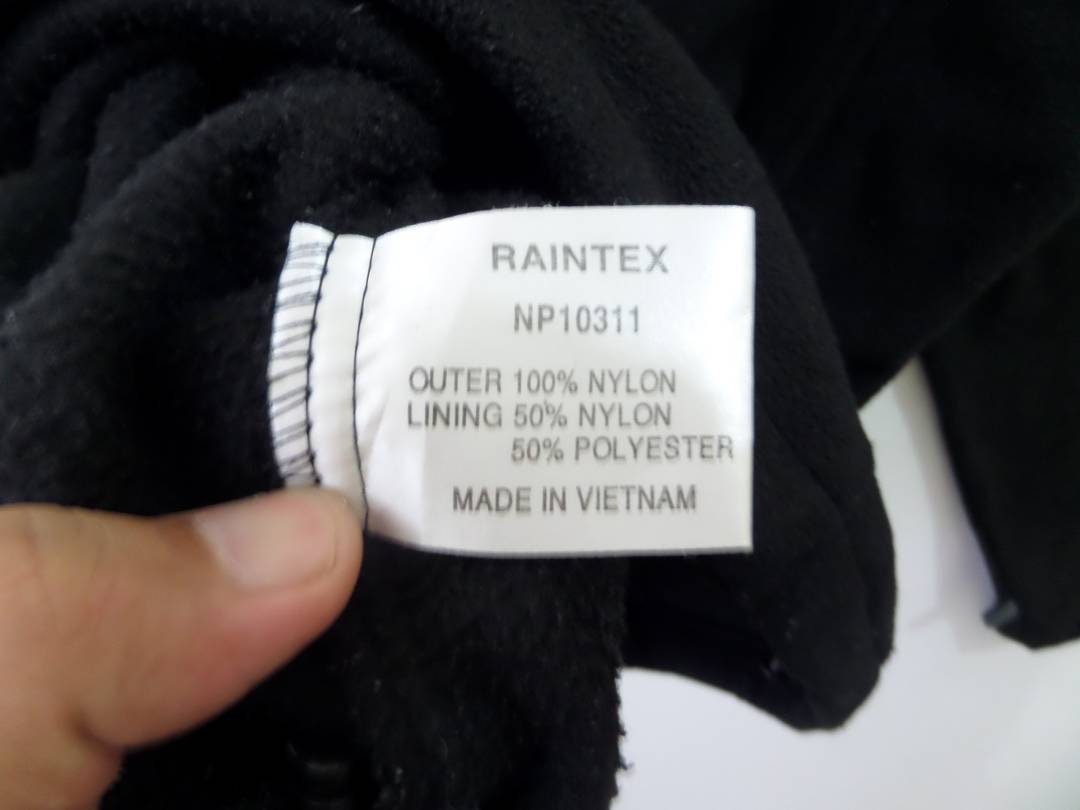 RAINTEX
NP10311
OUTER 100% NYLON
LINING 50% NYLON
50% POLYESTER
MADE IN VIETNAM